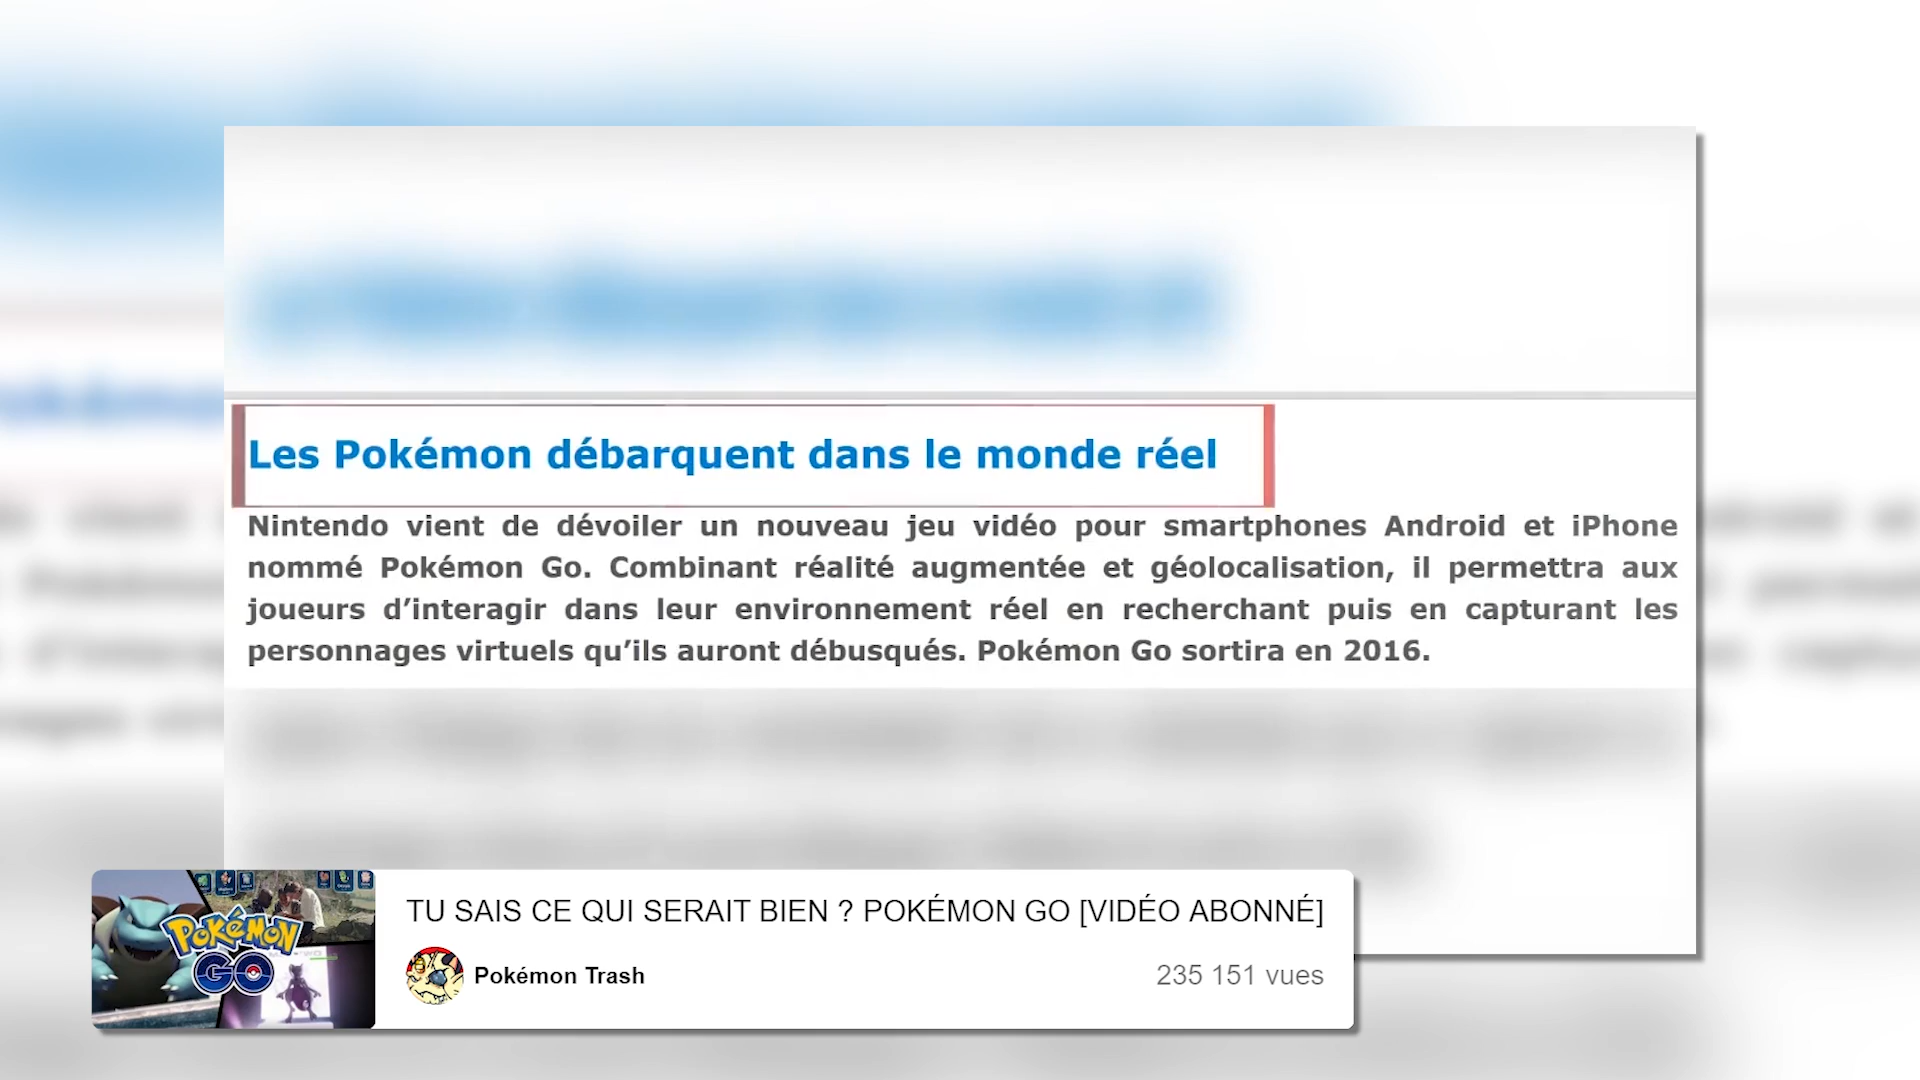 Les Pokémon débarquent dans le monde réel
Nintendo vient de dévoiler un nouveau jeu vidéo pour smartphones Android et iPhone
nommé Pokémon Go. Combinant réalité augmentée et géolocalisation, il permettra aux
joueurs d’interagir dans leur environnement réel en recherchant puis en capturant les
personnages virtuels qu’ils auront débusqués. Pokémon Go sortira en 2016.
TU SAIS CE QUI SERAIT BIEN ? POKÉMON GO [VIDÉO ABONNÉ]
POKéMON
GO
Pokémon Trash
235 151 vues